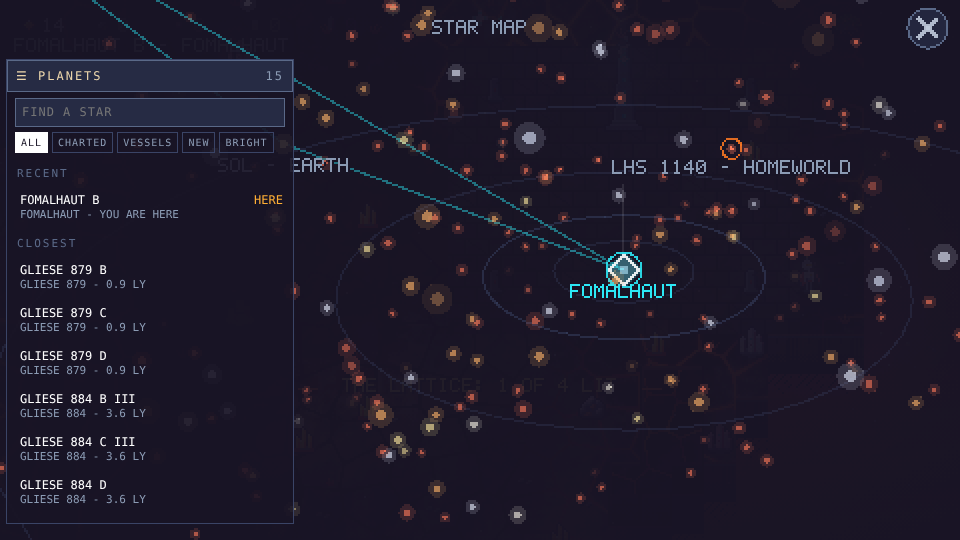 STAR MAP
☰ PLANETS 15
FIND A STAR
ALL CHARTED VESSELS NEW BRIGHT
SOL - EARTH
LHS 1140 - HOMEWORLD
RECENT
FOMALHAUT B HERE
FOMALHAUT - YOU ARE HERE
CLOSEST
GLIESE 879 B
GLIESE 879 - 0.9 LY
FOMALHAUT
GLIESE 879 C
GLIESE 879 - 0.9 LY
GLIESE 879 D
GLIESE 879 - 0.9 LY
GLIESE 884 B III
GLIESE 884 - 3.6 LY
GLIESE 884 C III
GLIESE 884 - 3.6 LY
GLIESE 884 D
GLIESE 884 - 3.6 LY